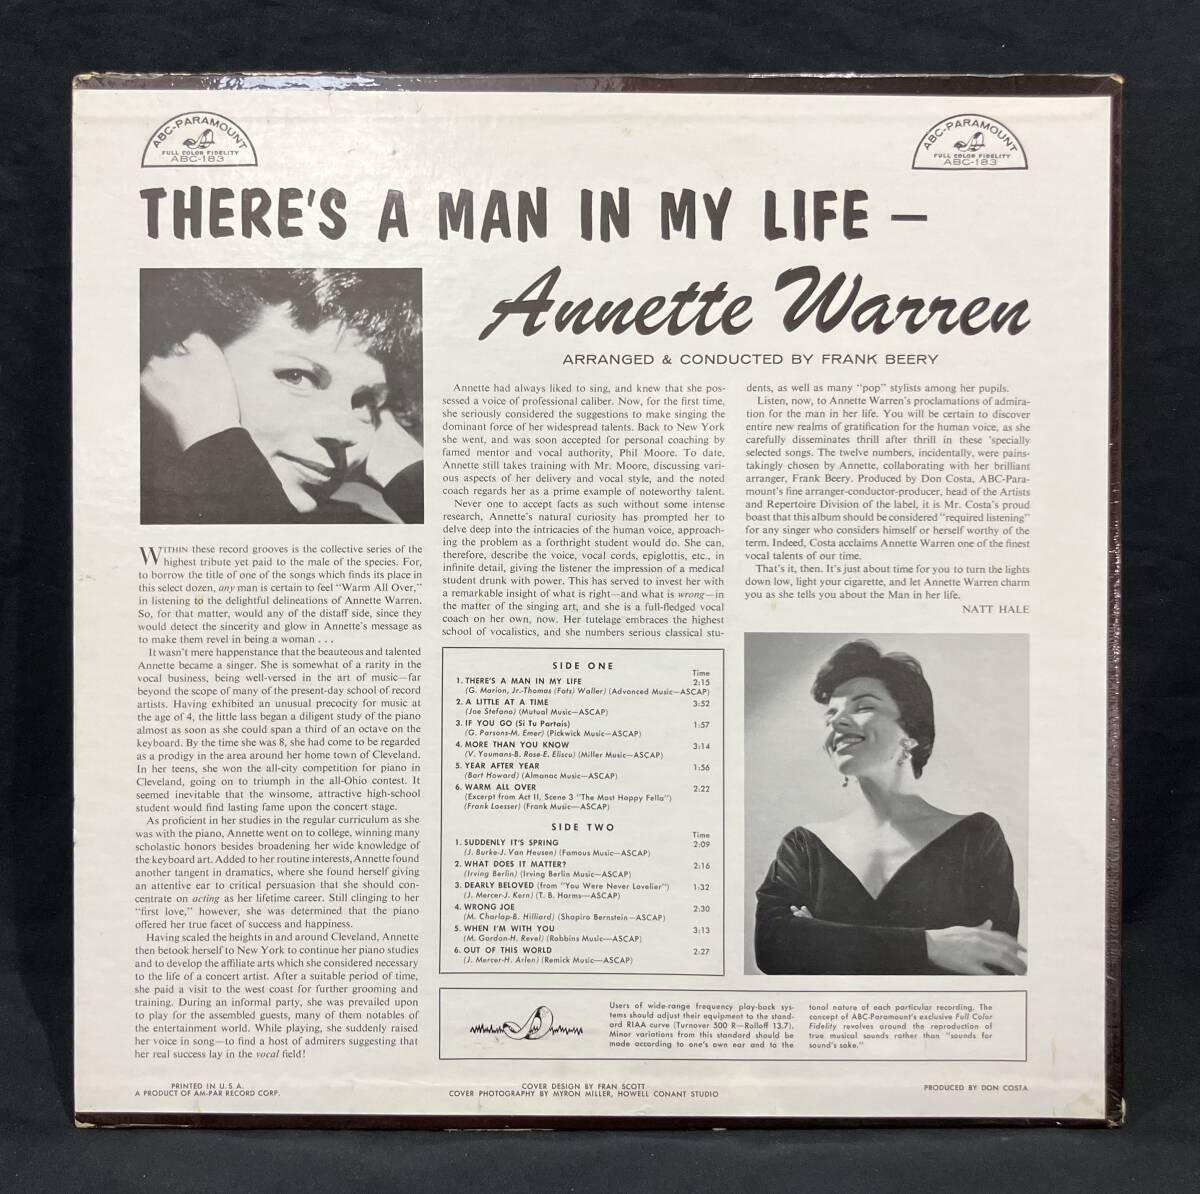 ABC-PARAMOUNT
FULL COLOR FIDELITY
ABC-183
ABC-PARAMOUNT
FULL COLOR FIDELITY
ABC-183
THERE'S A MAN IN MY LIFE —
Annette Warren
ARRANGED & CONDUCTED BY FRANK BEERY
WITHIN these record grooves is the collective series of the
highest tribute yet paid to the male of the species. For,
to borrow the title of one of the songs which finds its place in
this select dozen, any man is certain to feel "Warm All Over,"
in listening to the delightful delineations of Annette Warren.
So, for that matter, would any of the distaff side, since they
would detect the sincerity and glow in Annette's message as
to make them revel in being a woman . . .
It wasn't mere happenstance that the beauteous and talented
Annette became a singer. She is somewhat of a rarity in the
vocal business, being well-versed in the art of music—far
beyond the scope of many of the present-day school of record
artists. Having exhibited an unusual precocity for music at
the age of 4, the little lass began a diligent study of the piano
almost as soon as she could span a third of an octave on the
keyboard. By the time she was 8, she had come to be regarded
as a prodigy in the area around her home town of Cleveland.
In her teens, she won the all-city competition for piano in
Cleveland, going on to triumph in the all-Ohio contest. It
seemed inevitable that the winsome, attractive high-school
student would find lasting fame upon the concert stage.
As proficient in her studies in the regular curriculum as she
was with the piano, Annette went on to college, winning many
scholastic honors besides broadening her wide knowledge of
the keyboard art. Added to her routine interests, Annette found
another tangent in dramatics, where she found herself giving
an attentive ear to critical persuasion that she should con-
centrate on acting as her lifetime career. Still clinging to her
"first love," however, she was determined that the piano
offered her true facet of success and happiness.
Having scaled the heights in and around Cleveland, Annette
then betook herself to New York to continue her piano studies
and to develop the affiliate arts which she considered necessary
to the life of a concert artist. After a suitable period of time,
she paid a visit to the west coast for further grooming and
training. During an informal party, she was prevailed upon
to play for the assembled guests, many of them notables of
the entertainment world. While playing, she suddenly raised
her voice in song—to find a host of admirers suggesting that
her real success lay in the vocal field!
Annette had always liked to sing, and knew that she pos-
sessed a voice of professional caliber. Now, for the first time,
she seriously considered the suggestions to make singing the
dominant force of her widespread talents. Back to New York
she went, and was soon accepted for personal coaching by
famed mentor and vocal authority, Phil Moore. To date,
Annette still takes training with Mr. Moore, discussing vari-
ous aspects of her delivery and vocal style, and the noted
coach regards her as a prime example of noteworthy talent.
Never one to accept facts as such without some intense
research, Annette's natural curiosity has prompted her to
delve deep into the intricacies of the human voice, approach-
ing the problem as a forthright student would do. She can,
therefore, describe the voice, vocal cords, epiglottis, etc., in
infinite detail, giving the listener the impression of a medical
student drunk with power. This has served to invest her with
a remarkable insight of what is right—and what is wrong—in
the matter of the singing art, and she is a full-fledged vocal
coach on her own, now. Her tutelage embraces the highest
school of vocalistics, and she numbers serious classical stu-
dents, as well as many "pop" stylists among her pupils.
Listen, now, to Annette Warren's proclamations of admira-
tion for the man in her life. You will be certain to discover
entire new realms of gratification for the human voice, as she
carefully disseminates thrill after thrill in these 'specially
selected songs. The twelve numbers, incidentally, were pains-
takingly chosen by Annette, collaborating with her brilliant
arranger, Frank Beery. Produced by Don Costa, ABC-Para-
mount's fine arranger-conductor-producer, head of the Artists
and Repertoire Division of the label, it is Mr. Costa's proud
boast that this album should be considered "required listening"
for any singer who considers himself or herself worthy of the
term. Indeed, Costa acclaims Annette Warren one of the finest
vocal talents of our time.
That's it, then. It's just about time for you to turn the lights
down low, light your cigarette, and let Annette Warren charm
you as she tells you about the Man in her life.
NATT HALE
SIDE ONE
Time
1. THERE'S A MAN IN MY LIFE 2:15
(G. Marion, Jr.-Thomas (Fats) Waller) (Advanced Music—ASCAP)
2. A LITTLE AT A TIME 3:52
(Joe Stefano) (Mutual Music—ASCAP)
3. IF YOU GO (Si Tu Partais) 1:57
(G. Parsons-M. Emer) (Pickwick Music—ASCAP)
4. MORE THAN YOU KNOW 3:14
(V. Youmans-B. Rose-E. Eliscu) (Miller Music—ASCAP)
5. YEAR AFTER YEAR 1:56
(Bart Howard) (Almanac Music—ASCAP)
6. WARM ALL OVER 2:22
(Excerpt from Act II, Scene 3 "The Most Happy Fella")
(Frank Loesser) (Frank Music—ASCAP)
SIDE TWO
Time
1. SUDDENLY IT'S SPRING 2:09
(J. Burke-J. Van Heusen) (Famous Music—ASCAP)
2. WHAT DOES IT MATTER? 2:16
(Irving Berlin) (Irving Berlin Music—ASCAP)
3. DEARLY BELOVED (from "You Were Never Lovelier") 1:32
(J. Mercer-J. Kern) (T. B. Harms—ASCAP)
4. WRONG JOE 2:30
(M. Charlap-B. Hilliard) (Shapiro Bernstein—ASCAP)
5. WHEN I'M WITH YOU 3:13
(M. Gordon-H. Revel) (Robbins Music—ASCAP)
6. OUT OF THIS WORLD 2:27
(J. Mercer-H. Arlen) (Remick Music—ASCAP)
Users of wide-range frequency play-back sys-
tems should adjust their equipment to the stand-
ard RIAA curve (Turnover 500 R—Rolloff 13.7).
Minor variations from this standard should be
made according to one's own ear and to the
tonal nature of each particular recording. The
concept of ABC-Paramount's exclusive Full Color
Fidelity revolves around the reproduction of
true musical sounds rather than "sounds for
sound's sake."
PRINTED IN U.S.A.
A PRODUCT OF AM-PAR RECORD CORP.
COVER DESIGN BY FRAN SCOTT
COVER PHOTOGRAPHY BY MYRON MILLER, HOWELL CONANT STUDIO
PRODUCED BY DON COSTA